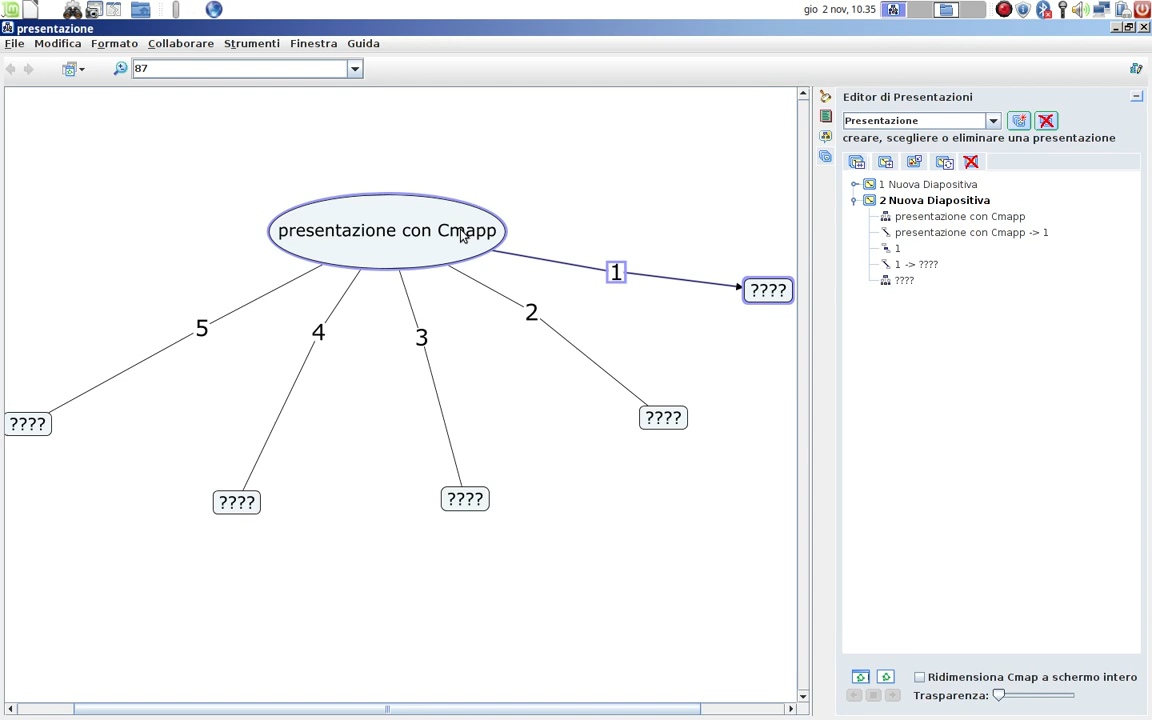 gio 2 nov, 10.35
presentazione
File Modifica Formato Collaborare Strumenti Finestra Guida
87
Editor di Presentazioni
Presentazione
creare, scegliere o eliminare una presentazione
1 Nuova Diapositiva
2 Nuova Diapositiva
presentazione con Cmapp
presentazione con Cmapp -> 1
1
1 -> ????
????
presentazione con Cmapp
1
????
2
5
4
3
????
????
????
????
Ridimensiona Cmap a schermo intero
Trasparenza: